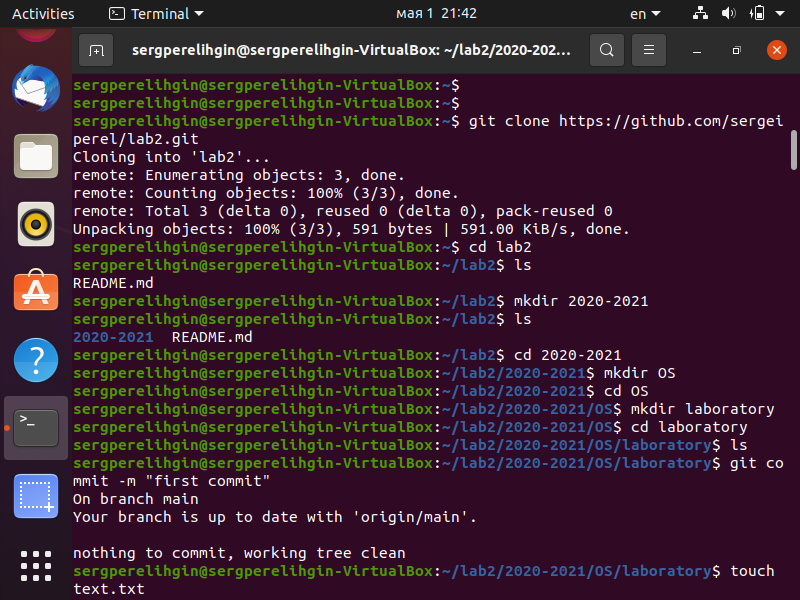 Activities
Terminal
мая 1 21:42
en
sergperelihgin@sergperelihgin-VirtualBox: ~/lab2/2020-202...
sergperelihgin@sergperelihgin-VirtualBox:~$
sergperelihgin@sergperelihgin-VirtualBox:~$
sergperelihgin@sergperelihgin-VirtualBox:~$ git clone https://github.com/sergei
perel/lab2.git
Cloning into 'lab2'...
remote: Enumerating objects: 3, done.
remote: Counting objects: 100% (3/3), done.
remote: Total 3 (delta 0), reused 0 (delta 0), pack-reused 0
Unpacking objects: 100% (3/3), 591 bytes | 591.00 KiB/s, done.
sergperelihgin@sergperelihgin-VirtualBox:~$ cd lab2
sergperelihgin@sergperelihgin-VirtualBox:~/lab2$ ls
README.md
sergperelihgin@sergperelihgin-VirtualBox:~/lab2$ mkdir 2020-2021
sergperelihgin@sergperelihgin-VirtualBox:~/lab2$ ls
2020-2021  README.md
sergperelihgin@sergperelihgin-VirtualBox:~/lab2$ cd 2020-2021
sergperelihgin@sergperelihgin-VirtualBox:~/lab2/2020-2021$ mkdir OS
sergperelihgin@sergperelihgin-VirtualBox:~/lab2/2020-2021$ cd OS
sergperelihgin@sergperelihgin-VirtualBox:~/lab2/2020-2021/OS$ mkdir laboratory
sergperelihgin@sergperelihgin-VirtualBox:~/lab2/2020-2021/OS$ cd laboratory
sergperelihgin@sergperelihgin-VirtualBox:~/lab2/2020-2021/OS/laboratory$ ls
sergperelihgin@sergperelihgin-VirtualBox:~/lab2/2020-2021/OS/laboratory$ git co
mmit -m "first commit"
On branch main
Your branch is up to date with 'origin/main'.
nothing to commit, working tree clean
sergperelihgin@sergperelihgin-VirtualBox:~/lab2/2020-2021/OS/laboratory$ touch
text.txt